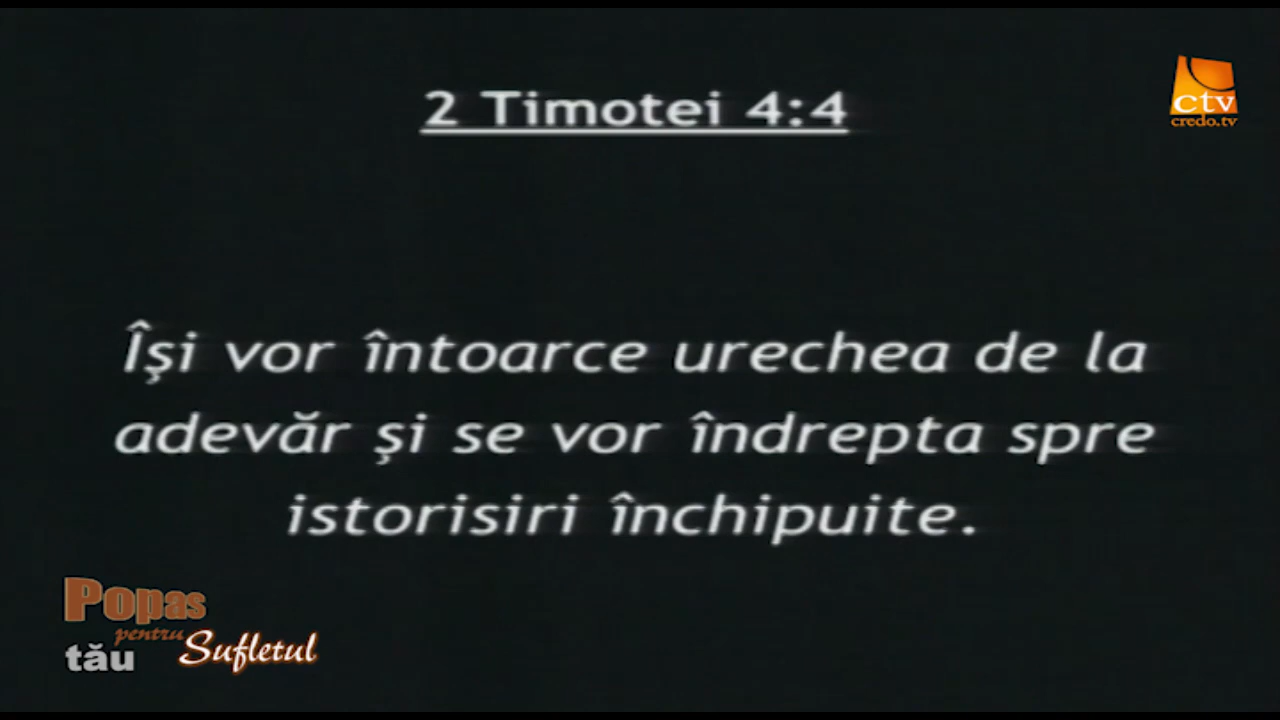 2 Timotei 4:4
ctv
credo.tv
Își vor întoarce urechea de la
adevăr și se vor îndrepta spre
istorisiri închipuite.
Popas
pentru Sufletul
tău